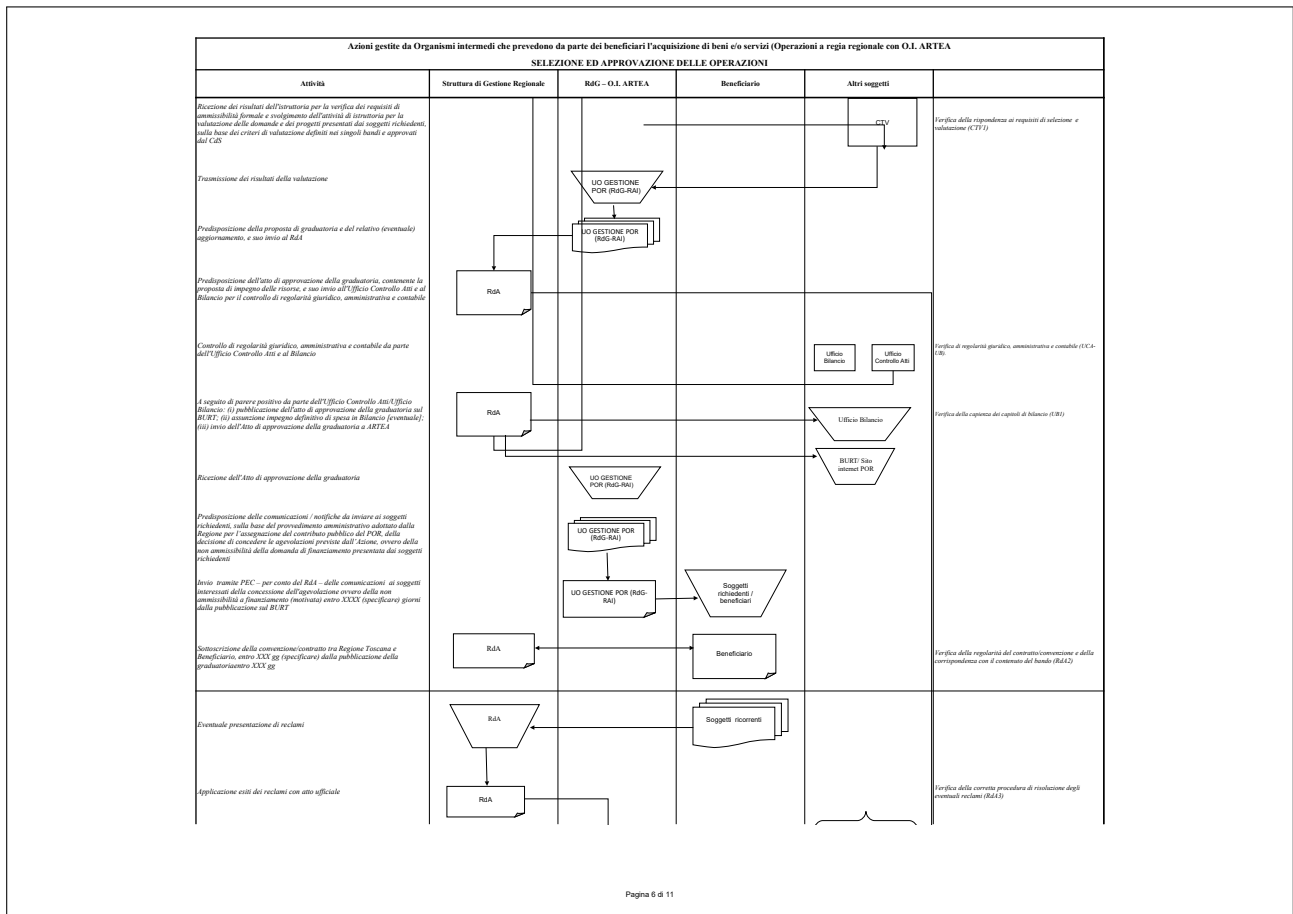 Azioni gestite da Organismi intermedi che prevedono da parte dei beneficiari l'acquisizione di beni e/o servizi (Operazioni a regia regionale con O.I. ARTEA
SELEZIONE ED APPROVAZIONE DELLE OPERAZIONI
Attività
Struttura di Gestione Regionale
RdG – O.I. ARTEA
Beneficiario
Altri soggetti
Ricezione dei risultati dell'istruttoria per la verifica dei requisiti di
ammissibilità formale e svolgimento dell'attività di istruttoria per la
valutazione delle domande e dei progetti presentati dai soggetti richiedenti,
sulla base dei criteri di valutazione definiti nei singoli bandi e approvati
dal CdS
CTV
Verifica della rispondenza ai requisiti di selezione e
valutazione (CTV1)
Trasmissione dei risultati della valutazione
UO GESTIONE
POR (RdG-RAI)
Predisposizione della proposta di graduatoria e del relativo (eventuale)
aggiornamento, e suo invio al RdA
UO GESTIONE POR
(RdG-RAI)
Predisposizione dell'atto di approvazione della graduatoria, contenente la
proposta di impegno delle risorse, e suo invio all'Ufficio Controllo Atti e al
Bilancio per il controllo di regolarità giuridico, amministrativa e contabile
RdA
Controllo di regolarità giuridico, amministrativa e contabile da parte
dell'Ufficio Controllo Atti e al Bilancio
Ufficio
Bilancio
Ufficio
Controllo Atti
Verifica di regolarità giuridico, amministrativa e contabile (UCA-
UB)
A seguito di parere positivo da parte dell'Ufficio Controllo Atti/Ufficio
Bilancio: (i) pubblicazione dell'atto di approvazione della graduatoria sul
BURT; (ii) assunzione impegno definitivo di spesa in Bilancio [eventuale];
(iii) invio dell'Atto di approvazione della graduatoria a ARTEA
RdA
Ufficio Bilancio
Verifica della capienza dei capitoli di bilancio (UB1)
BURT/ Sito
internet POR
Ricezione dell'Atto di approvazione della graduatoria
UO GESTIONE
POR (RdG-RAI)
Predisposizione delle comunicazioni / notifiche da inviare ai soggetti
richiedenti, sulla base del provvedimento amministrativo adottato dalla
Regione per l'assegnazione del contributo pubblico del POR, della
decisione di concedere le agevolazioni previste dall'Azione, ovvero della
non ammissibilità della domanda di finanziamento presentata dai soggetti
richiedenti
UO GESTIONE POR
(RdG-RAI)
Invio tramite PEC – per conto del RdA – delle comunicazioni ai soggetti
interessati della concessione dell'agevolazione ovvero della non
ammissibilità a finanziamento (motivata) entro XXXX (specificare) giorni
dalla pubblicazione sul BURT
UO GESTIONE POR (RdG-
RAI)
Soggetti
richiedenti /
beneficiari
Sottoscrizione della convenzione/contratto tra Regione Toscana e
Beneficiario, entro XXX gg (specificare) dalla pubblicazione della
graduatoriaentro XXX gg
RdA
Beneficiario
Verifica della regolarità del contratto/convenzione e della
corrispondenza con il contenuto del bando (RdA2)
Eventuale presentazione di reclami
RdA
Soggetti ricorrenti
Applicazione esiti dei reclami con atto ufficiale
RdA
Verifica della corretta procedura di risoluzione degli
eventuali reclami (RdA3)
Pagina 6 di 11